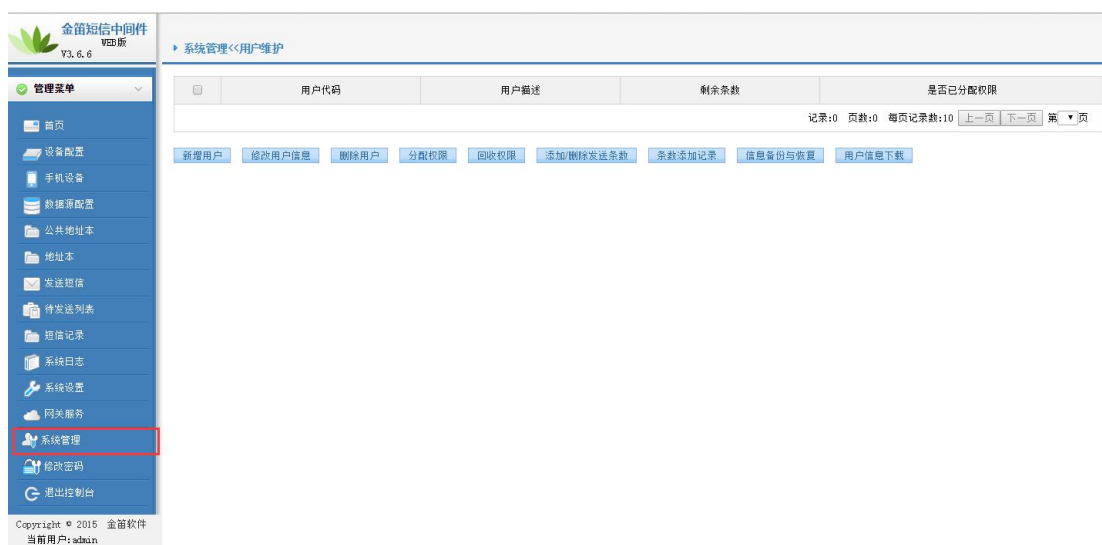 金笛短信中间件
WEB版
V3.6.6
系统管理<<用户维护
管理菜单
用户代码 用户描述 剩余条数 是否已分配权限
记录:0 页数:0 每页记录数:10 上一页 下一页 第 页
新增用户 修改用户信息 删除用户 分配权限 回收权限 添加/删除发送条数 条数添加记录 信息备份与恢复 用户信息下载
首页
设备配置
手机设备
数据源配置
公共地址本
地址本
发送短信
待发送列表
短信记录
系统日志
系统设置
网关服务
系统管理
修改密码
退出控制台
Copyright © 2015 金笛软件
当前用户:admin